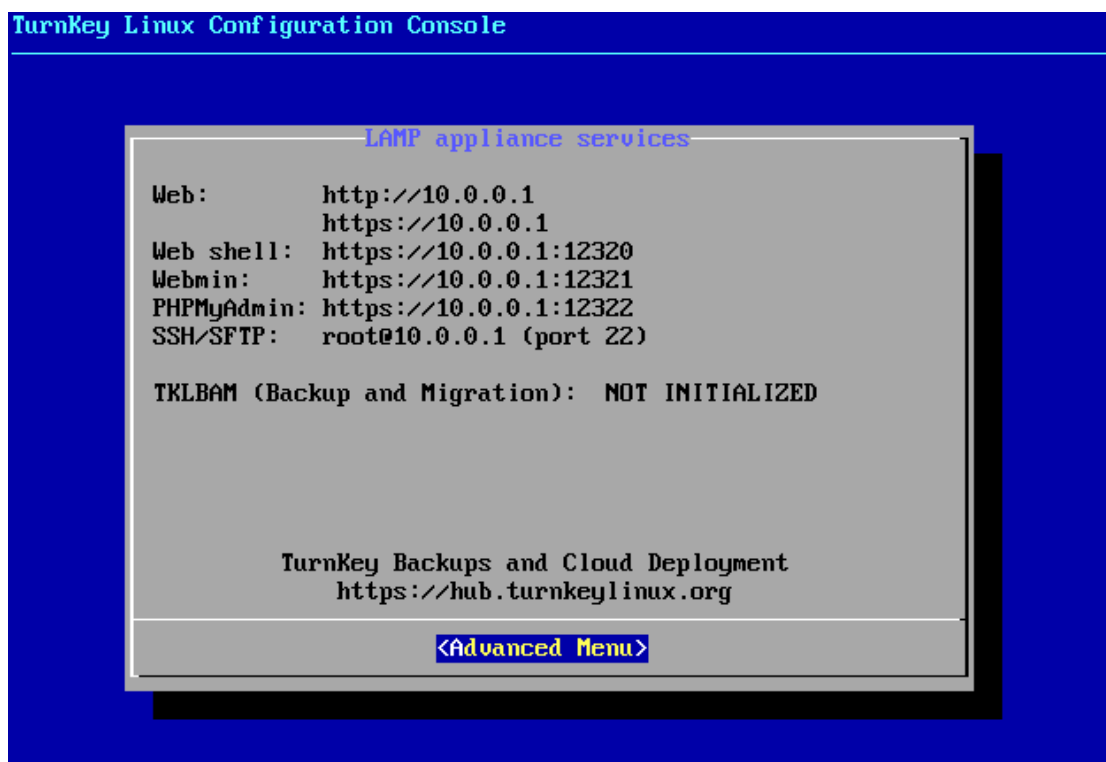 TurnKey Linux Configuration Console
LAMP appliance services
Web: http://10.0.0.1
https://10.0.0.1
Web shell: https://10.0.0.1:12320
Webmin: https://10.0.0.1:12321
PHPMyAdmin: https://10.0.0.1:12322
SSH/SFTP: root@10.0.0.1 (port 22)
TKLBAM (Backup and Migration): NOT INITIALIZED
TurnKey Backups and Cloud Deployment
https://hub.turnkeylinux.org
<Advanced Menu>